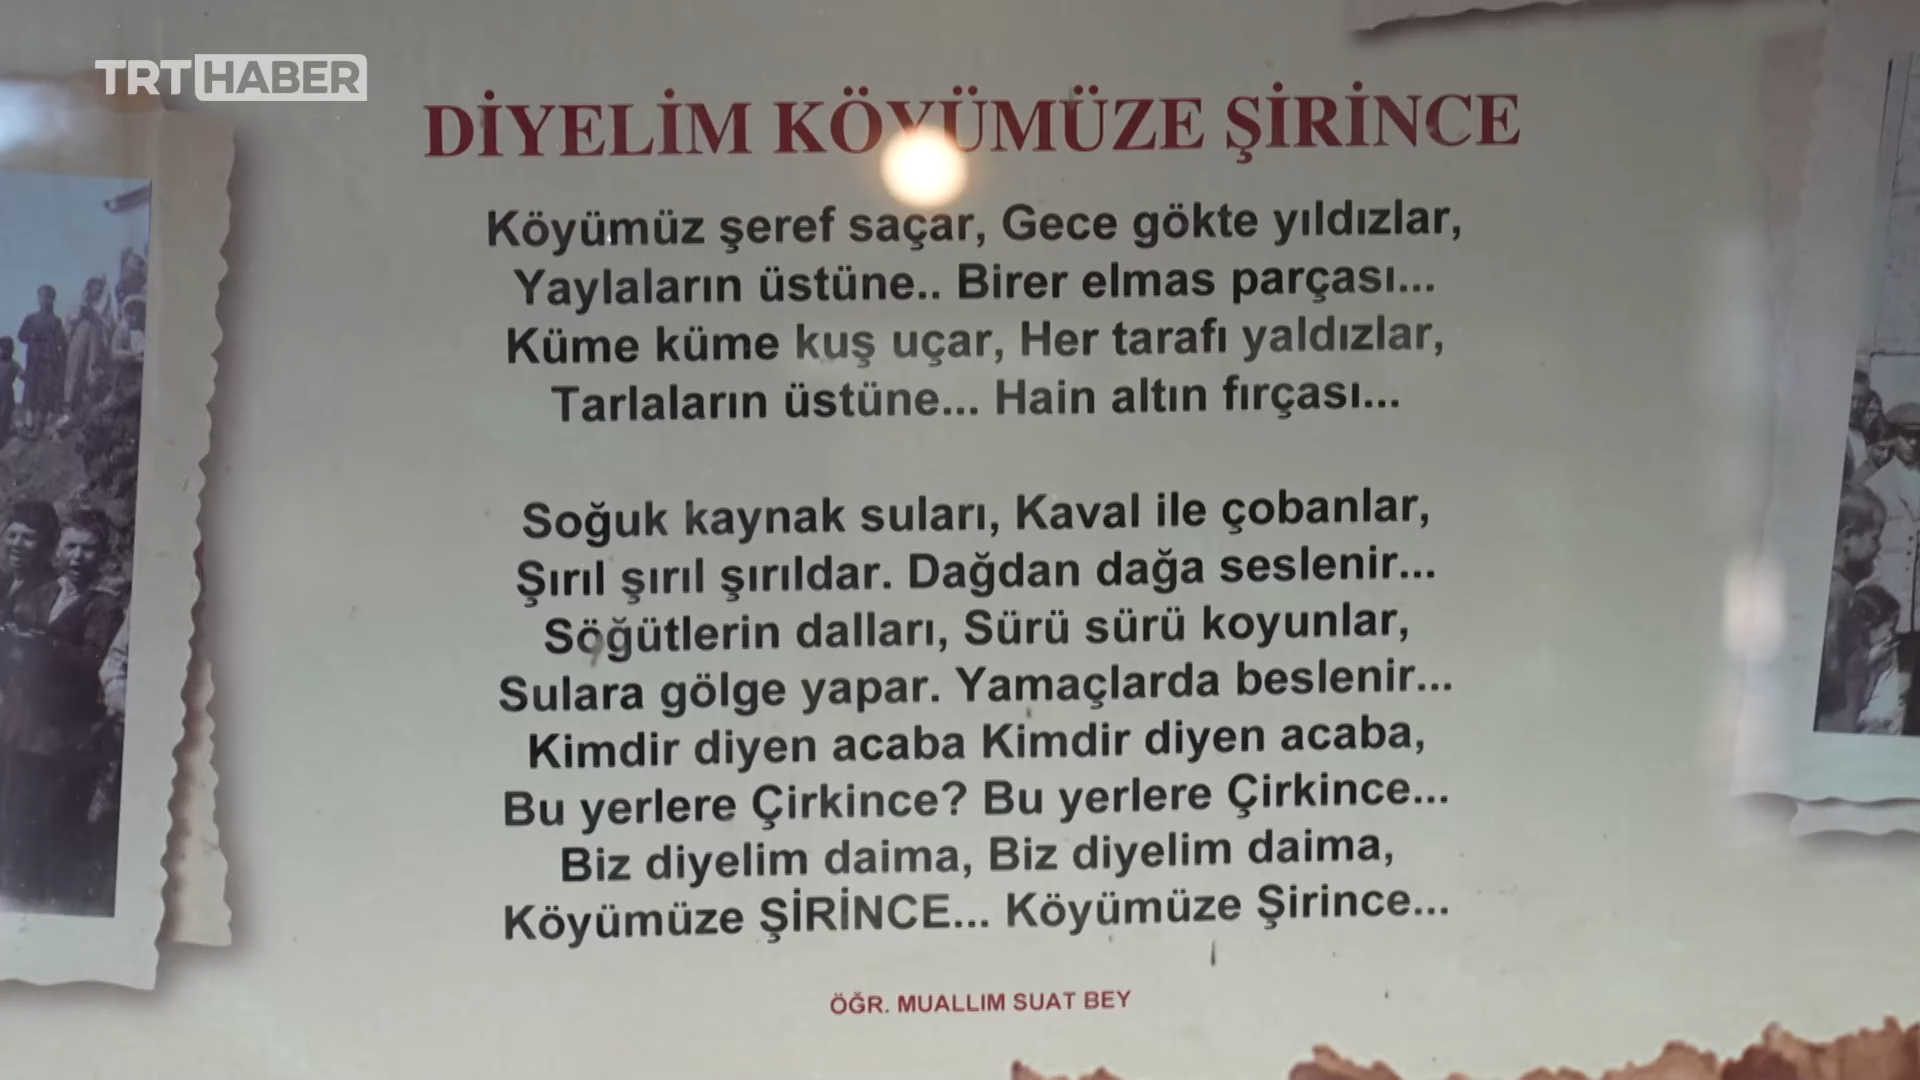 TRT HABER
DİYELİM KÖYÜMÜZE ŞİRİNCE
Köyümüz şeref saçar, Gece gökte yıldızlar,
Yaylaların üstüne.. Birer elmas parçası...
Küme küme kuş uçar, Her tarafı yaldızlar,
Tarlaların üstüne... Hain altın fırçası...
Soğuk kaynak suları, Kaval ile çobanlar,
Şırıl şırıl şırıldar. Dağdan dağa seslenir...
Söğütlerin dalları, Sürü sürü koyunlar,
Sulara gölge yapar. Yamaçlarda beslenir...
Kimdir diyen acaba Kimdir diyen acaba,
Bu yerlere Çirkince? Bu yerlere Çirkince...
Biz diyelim daima, Biz diyelim daima,
Köyümüze ŞİRİNCE... Köyümüze Şirince...
ÖĞR. MUALLIM SUAT BEY